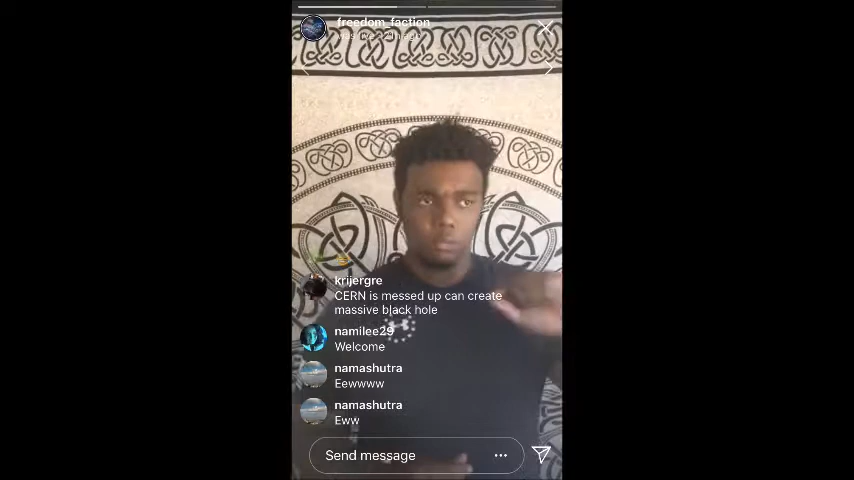 freedom_faction
krijergre
CERN is messed up can create
massive black hole
namilee29
Welcome
namashutra
Eewwww
namashutra
Eww
Send message